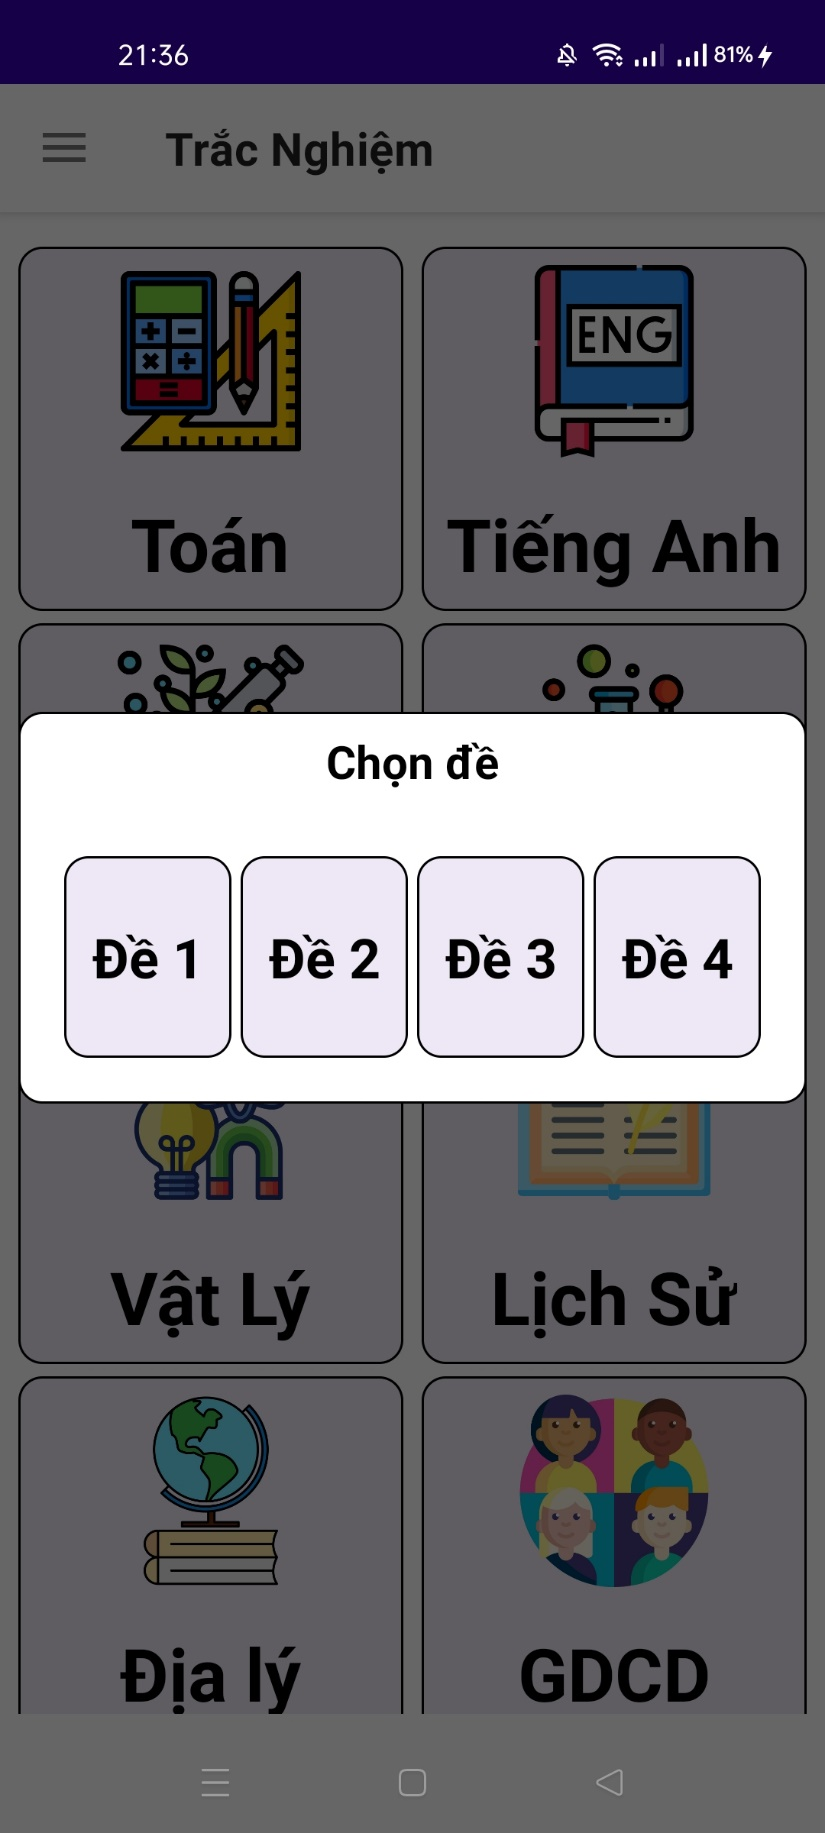 21:36
81%
Trắc Nghiệm
ENG
Toán
Tiếng Anh
Chọn đề
Đề 1
Đề 2
Đề 3
Đề 4
Vật Lý
Lịch Sử
Địa lý
GDCD